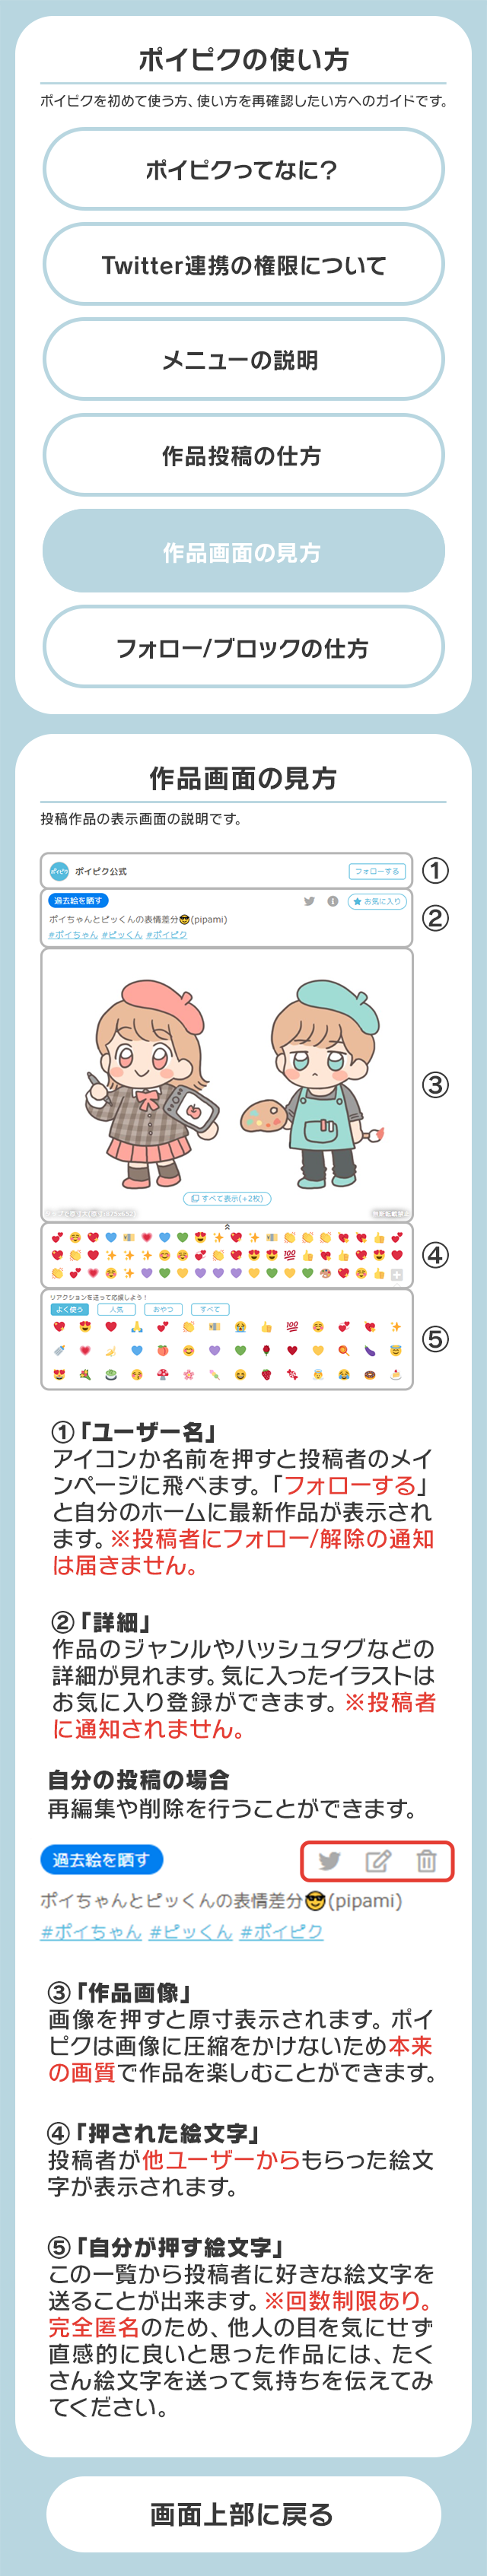 ポイピクの使い方
ポイピクを初めて使う方、使い方を再確認したい方へのガイドです。
ポイピクってなに？
Twitter連携の権限について
メニューの説明
作品投稿の仕方
作品画面の見方
フォロー/ブロックの仕方
作品画面の見方
投稿作品の表示画面の説明です。
ポイピク ポイピク公式 フォローする ①
過去絵を晒す お気に入り ②
ポイちゃんとピッくんの表情差分😎(pipami)
#ポイちゃん #ピッくん #ポイピク
③
すべて表示(+2枚)
④
リアクションを送って応援しよう！
よく使う 人気 おやつ すべて
⑤
①「ユーザー名」
アイコンか名前を押すと投稿者のメイ
ンページに飛べます。「フォローする」
と自分のホームに最新作品が表示され
ます。※投稿者にフォロー/解除の通知
は届きません。
②「詳細」
作品のジャンルやハッシュタグなどの
詳細が見れます。気に入ったイラストは
お気に入り登録ができます。※投稿者
に通知されません。
自分の投稿の場合
再編集や削除を行うことができます。
過去絵を晒す
ポイちゃんとピッくんの表情差分😎(pipami)
#ポイちゃん #ピッくん #ポイピク
③「作品画像」
画像を押すと原寸表示されます。ポイ
ピクは画像に圧縮をかけないため本来
の画質で作品を楽しむことができます。
④「押された絵文字」
投稿者が他ユーザーからもらった絵文
字が表示されます。
⑤「自分が押す絵文字」
この一覧から投稿者に好きな絵文字を
送ることが出来ます。※回数制限あり。
完全匿名のため、他人の目を気にせず
直感的に良いと思った作品には、たく
さん絵文字を送って気持ちを伝えてみ
てください。
画面上部に戻る